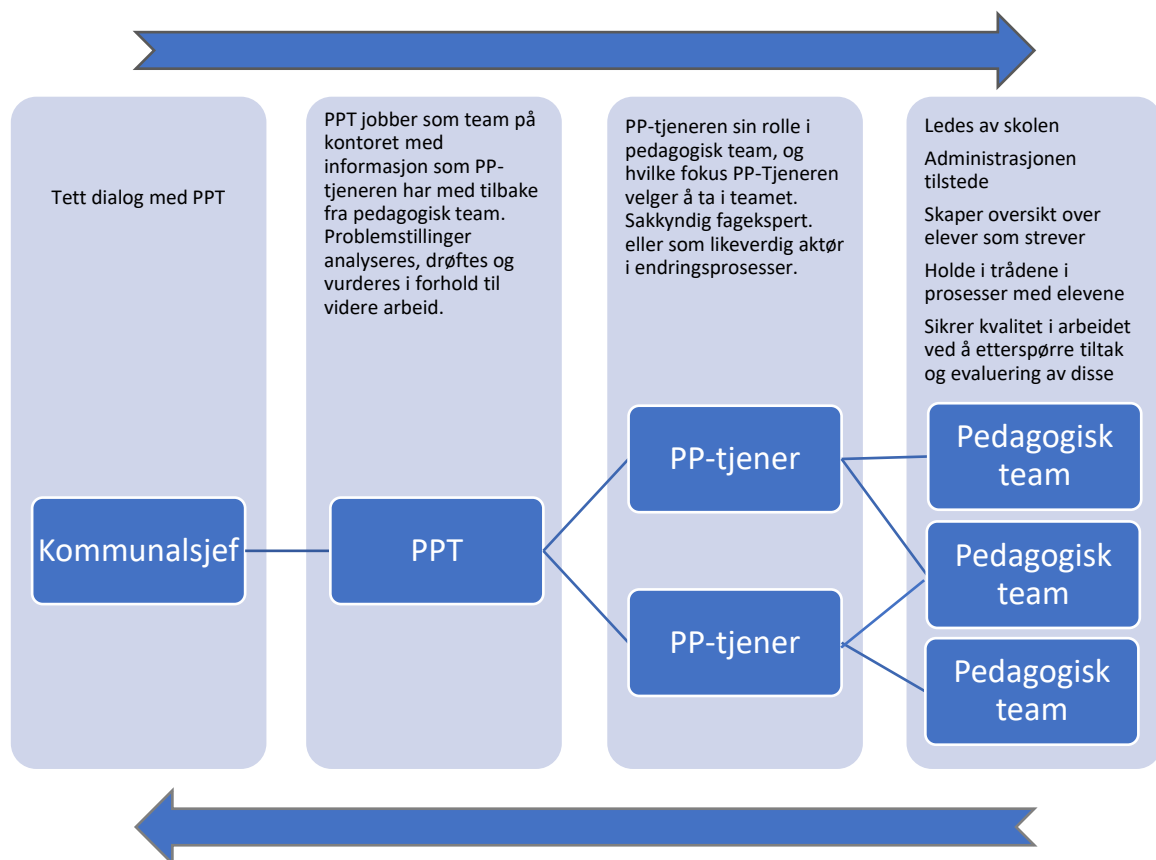 Tett dialog med PPT
Kommunalsjef
PPT jobber som team på
kontoret med
informasjon som PP-
tjeneren har med tilbake
fra pedagogisk team.
Problemstillinger
analyseres, drøftes og
vurderes i forhold til
videre arbeid.
PPT
PP-tjeneren sin rolle i
pedagogisk team, og
hvilke fokus PP-Tjeneren
velger å ta i teamet.
Sakkyndig fagekspert.
eller som likeverdig aktør
i endringsprosesser.
PP-tjener
PP-tjener
Ledes av skolen
Administrasjonen
tilstede
Skaper oversikt over
elever som strever
Holde i trådene i
prosesser med elevene
Sikrer kvalitet i arbeidet
ved å etterspørre tiltak
og evaluering av disse
Pedagogisk
team
Pedagogisk
team
Pedagogisk
team